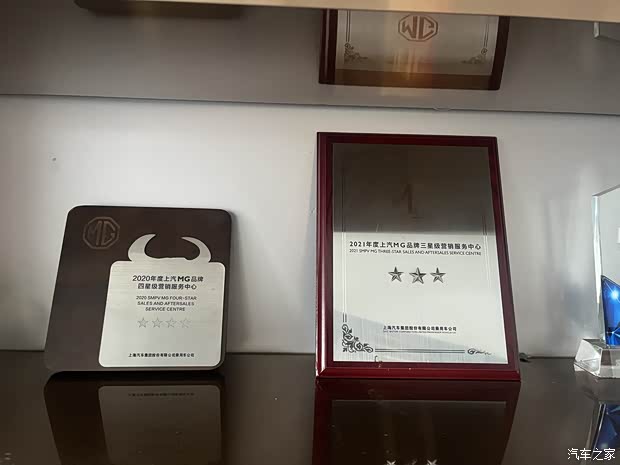 MG
2020年度上汽MG品牌
四星级营销服务中心
2020 SMPV MG FOUR-STAR
SALES AND AFTERSALES
SERVICE CENTRE
上海汽车集团股份有限公司乘用车公司
2021年度上汽MG品牌三星级营销服务中心
2021 SMPV MG THREE-STAR SALES AND AFTERSALES SERVICE CENTRE
上海汽车集团股份有限公司乘用车公司
汽车之家